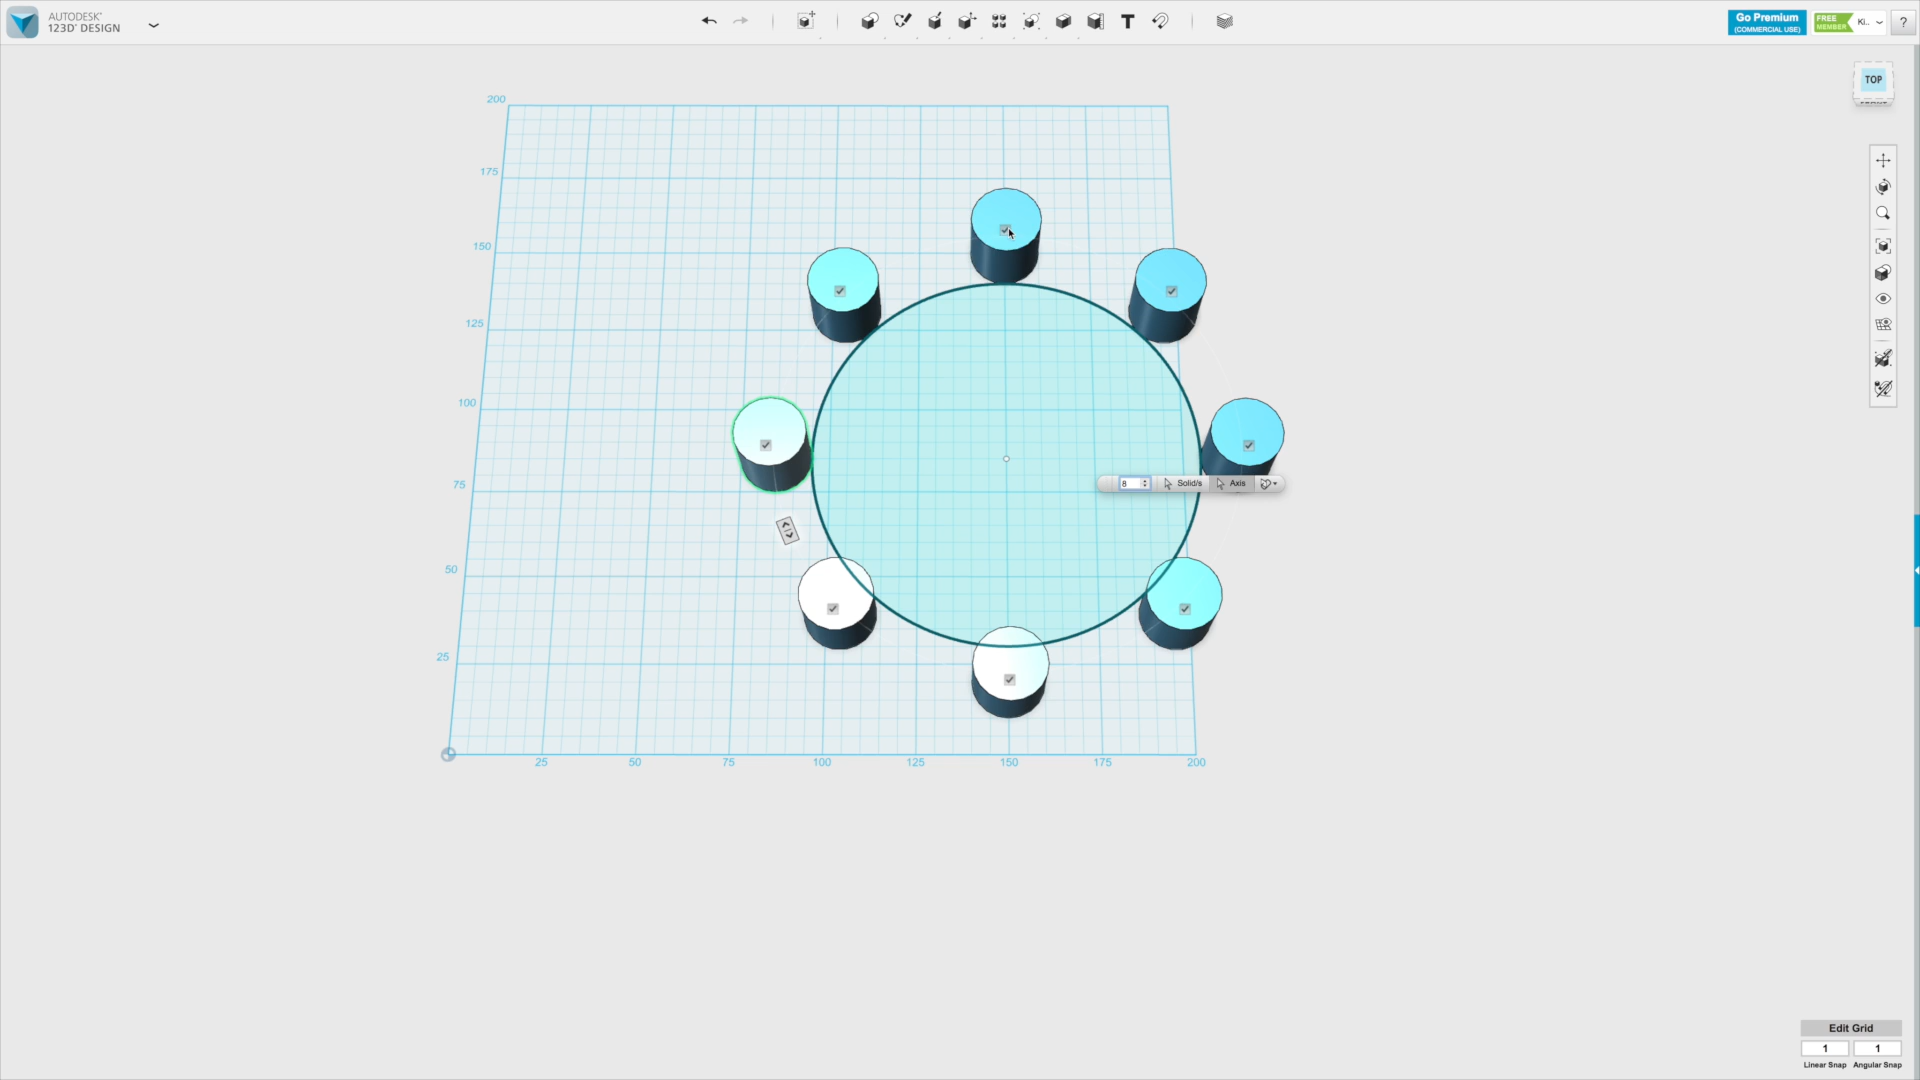 AUTODESK®
123D® DESIGN
T
Go Premium
(COMMERCIAL USE)
FREE
MEMBER
Ki..
?
TOP
200
175
150
125
100
75
50
25
25
50
75
100
125
150
175
200
8
Solid/s
Axis
Edit Grid
1
1
Linear Snap
Angular Snap